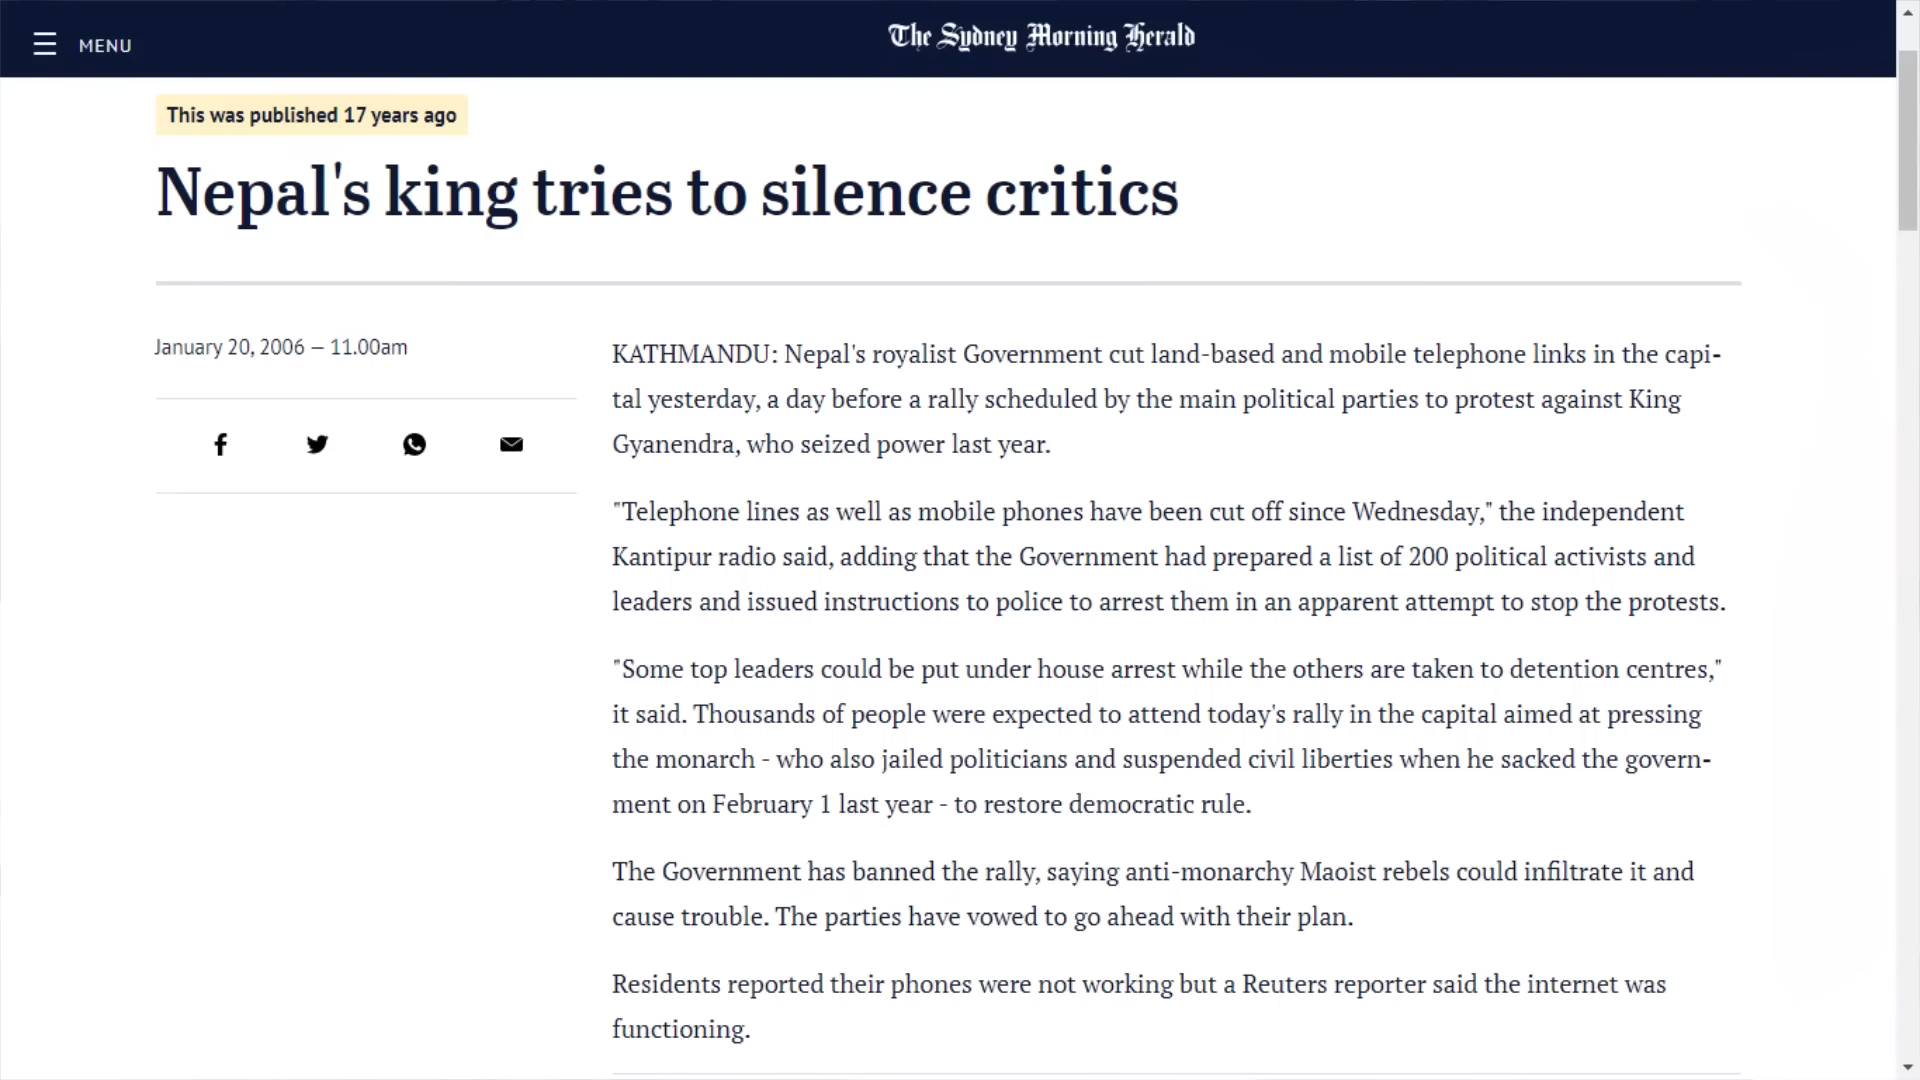 MENU
The Sydney Morning Herald
This was published 17 years ago
Nepal's king tries to silence critics
January 20, 2006 – 11.00am
KATHMANDU: Nepal's royalist Government cut land-based and mobile telephone links in the capi-
tal yesterday, a day before a rally scheduled by the main political parties to protest against King
Gyanendra, who seized power last year.
"Telephone lines as well as mobile phones have been cut off since Wednesday," the independent
Kantipur radio said, adding that the Government had prepared a list of 200 political activists and
leaders and issued instructions to police to arrest them in an apparent attempt to stop the protests.
"Some top leaders could be put under house arrest while the others are taken to detention centres,"
it said. Thousands of people were expected to attend today's rally in the capital aimed at pressing
the monarch - who also jailed politicians and suspended civil liberties when he sacked the govern-
ment on February 1 last year - to restore democratic rule.
The Government has banned the rally, saying anti-monarchy Maoist rebels could infiltrate it and
cause trouble. The parties have vowed to go ahead with their plan.
Residents reported their phones were not working but a Reuters reporter said the internet was
functioning.